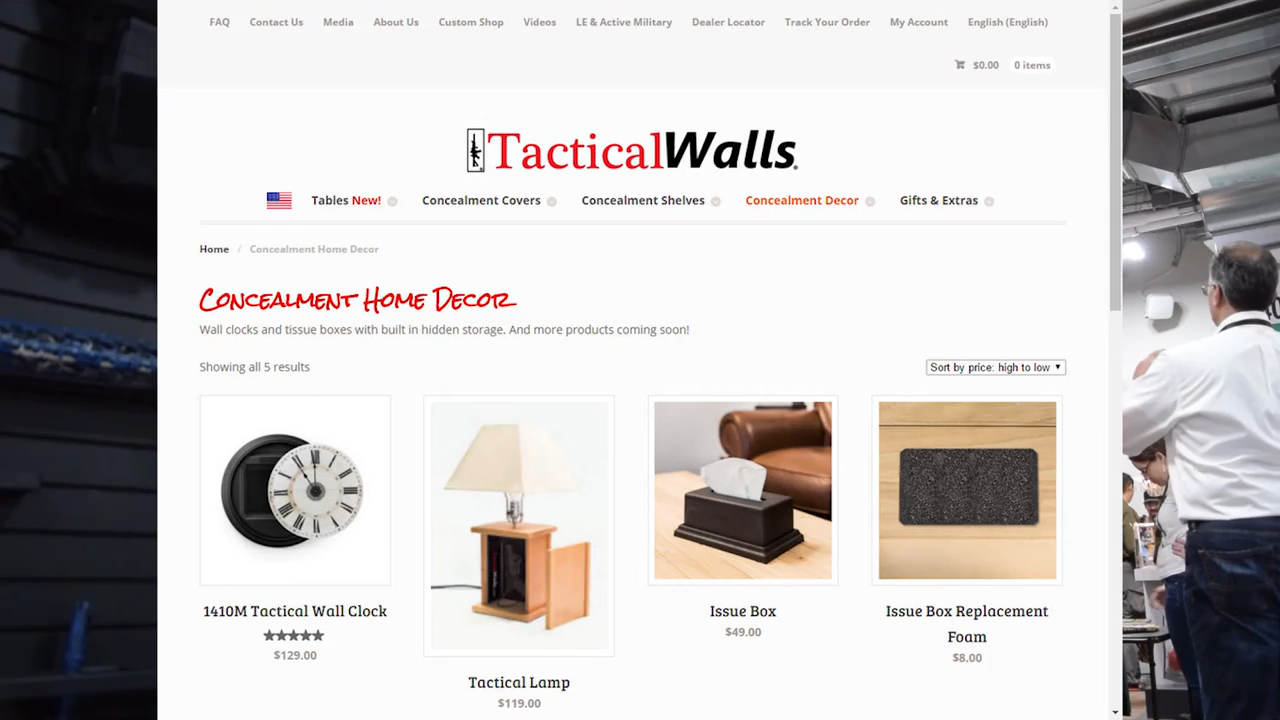 FAQ Contact Us Media About Us Custom Shop Videos LE & Active Military Dealer Locator Track Your Order My Account English (English)
$0.00 0 items
TacticalWalls
Tables New! Concealment Covers Concealment Shelves Concealment Decor Gifts & Extras
Home / Concealment Home Decor
Concealment Home Decor
Wall clocks and tissue boxes with built in hidden storage. And more products coming soon!
Showing all 5 results
Sort by price: high to low
1410M Tactical Wall Clock
$129.00
Tactical Lamp
$119.00
Issue Box
$49.00
Issue Box Replacement
Foam
$8.00